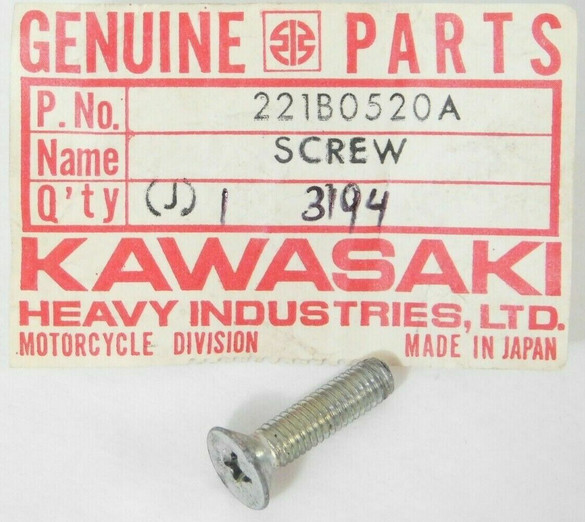 GENUINE PARTS
P. No. 221B0520A
Name SCREW
Q'ty (J) 1 3194
KAWASAKI
HEAVY INDUSTRIES, LTD.
MOTORCYCLE DIVISION MADE IN JAPAN